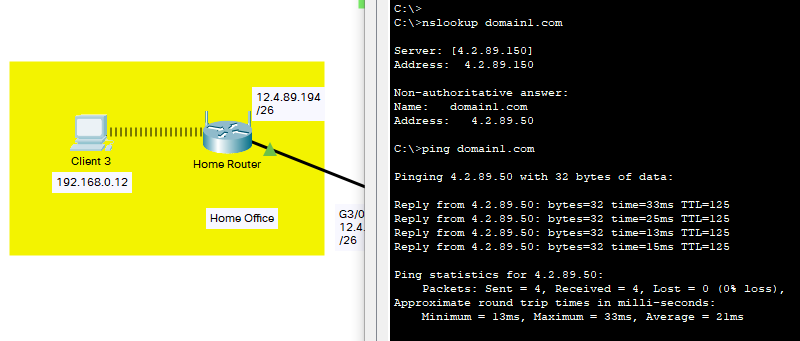 12.4.89.194
/26
Client 3
Home Router
192.168.0.12
Home Office
G3/0
12.4.
/26
C:\>
C:\>nslookup domain1.com
Server: [4.2.89.150]
Address:  4.2.89.150
Non-authoritative answer:
Name:   domain1.com
Address:   4.2.89.50
C:\>ping domain1.com
Pinging 4.2.89.50 with 32 bytes of data:
Reply from 4.2.89.50: bytes=32 time=33ms TTL=125
Reply from 4.2.89.50: bytes=32 time=25ms TTL=125
Reply from 4.2.89.50: bytes=32 time=13ms TTL=125
Reply from 4.2.89.50: bytes=32 time=15ms TTL=125
Ping statistics for 4.2.89.50:
    Packets: Sent = 4, Received = 4, Lost = 0 (0% loss),
Approximate round trip times in milli-seconds:
    Minimum = 13ms, Maximum = 33ms, Average = 21ms